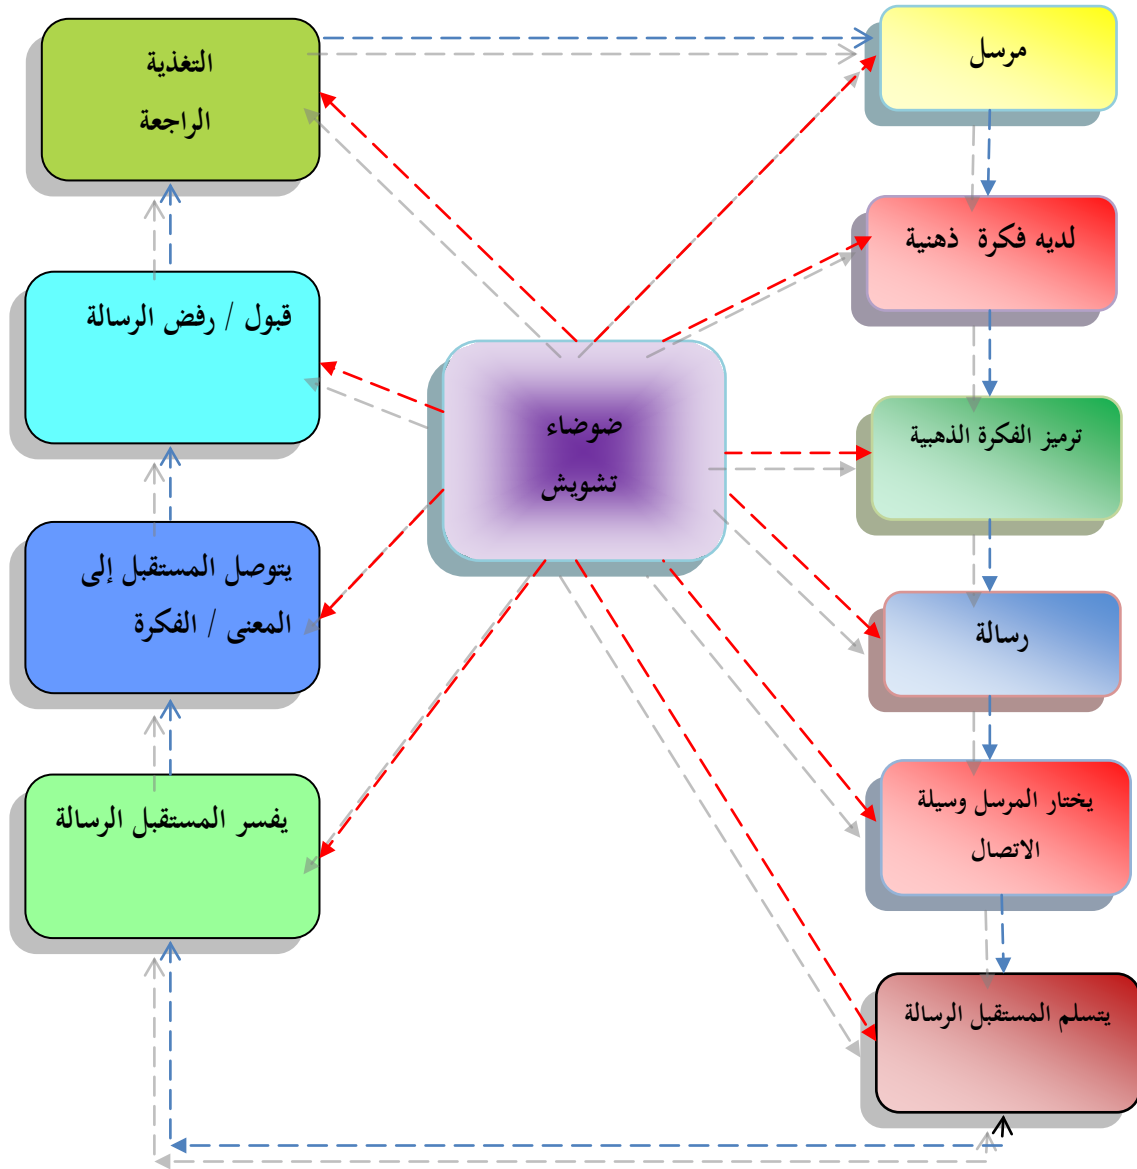 مرسل
التغذية
الراجعة
لديه فكرة ذهنية
قبول / رفض الرسالة
ضوضاء
تشويش
ترميز الفكرة الذهبية
يتوصل المستقبل إلى
المعنى / الفكرة
رسالة
يفسر المستقبل الرسالة
يختار المرسل وسيلة
الاتصال
يتسلم المستقبل الرسالة